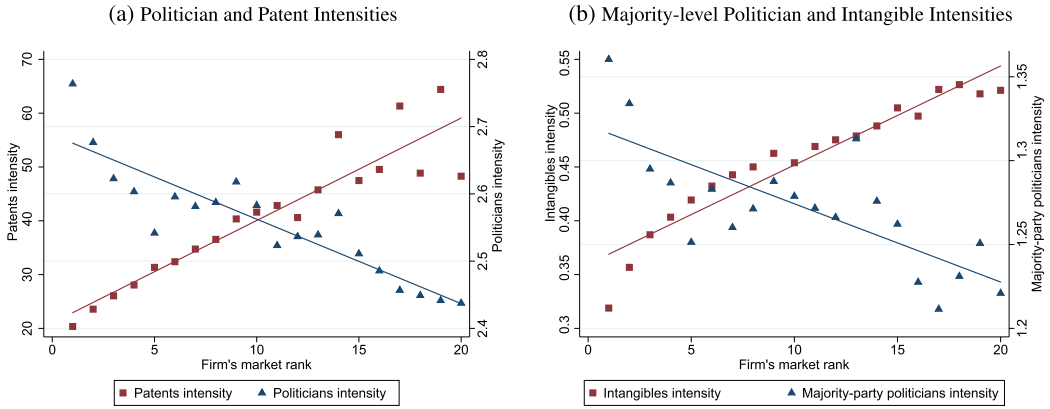 (a) Politician and Patent Intensities
(b) Majority-level Politician and Intangible Intensities
Patents intensity
20
30
40
50
60
70
Politicians intensity
2.4
2.5
2.6
2.7
2.8
0 5 10 15 20
Firm's market rank
Patents intensity Politicians intensity
Intangibles intensity
0.3
0.35
0.40
0.45
0.50
0.55
Majority-party politicians intensity
1.2
1.25
1.3
1.35
0 5 10 15 20
Firm's market rank
Intangibles intensity Majority-party politicians intensity